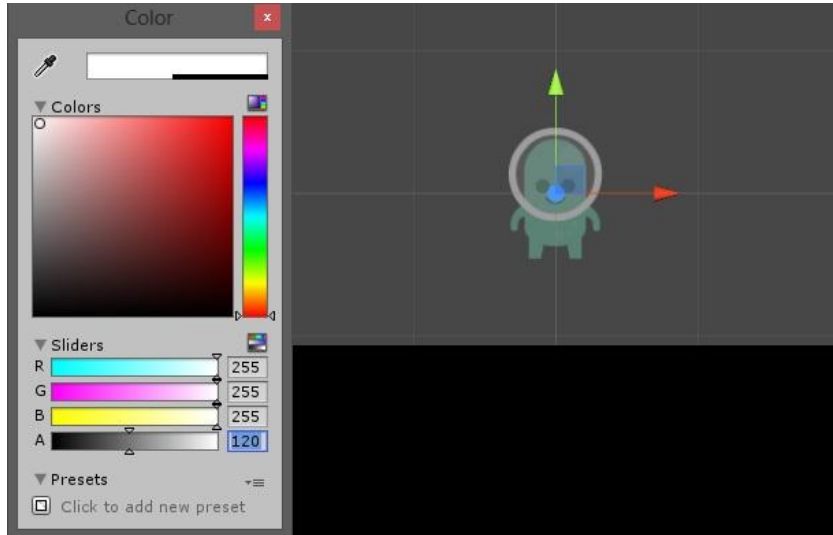 Color
x
Colors
Sliders
R 255
G 255
B 255
A 120
Presets
Click to add new preset